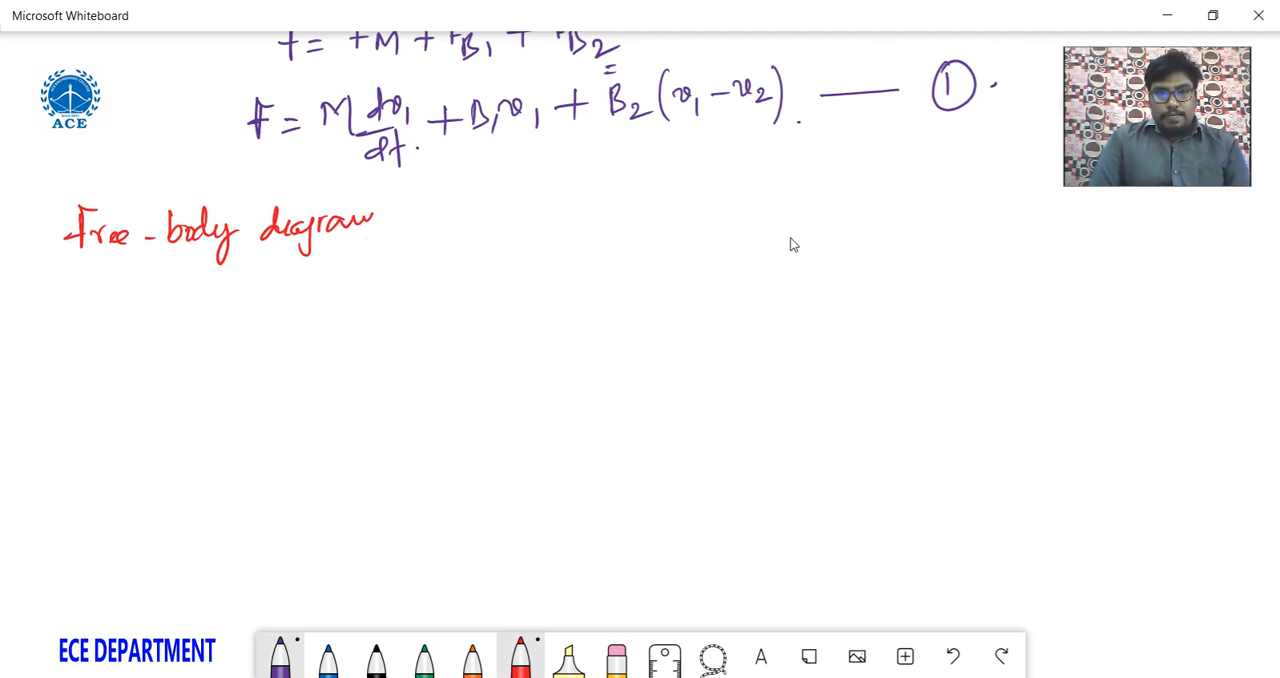 Microsoft Whiteboard
f = fM + fB1 + fB2
ACE
F = M dv1/dt + B1v1 + B2(v1 - v2) —— ①.
Free-body diagram
ECE DEPARTMENT
A